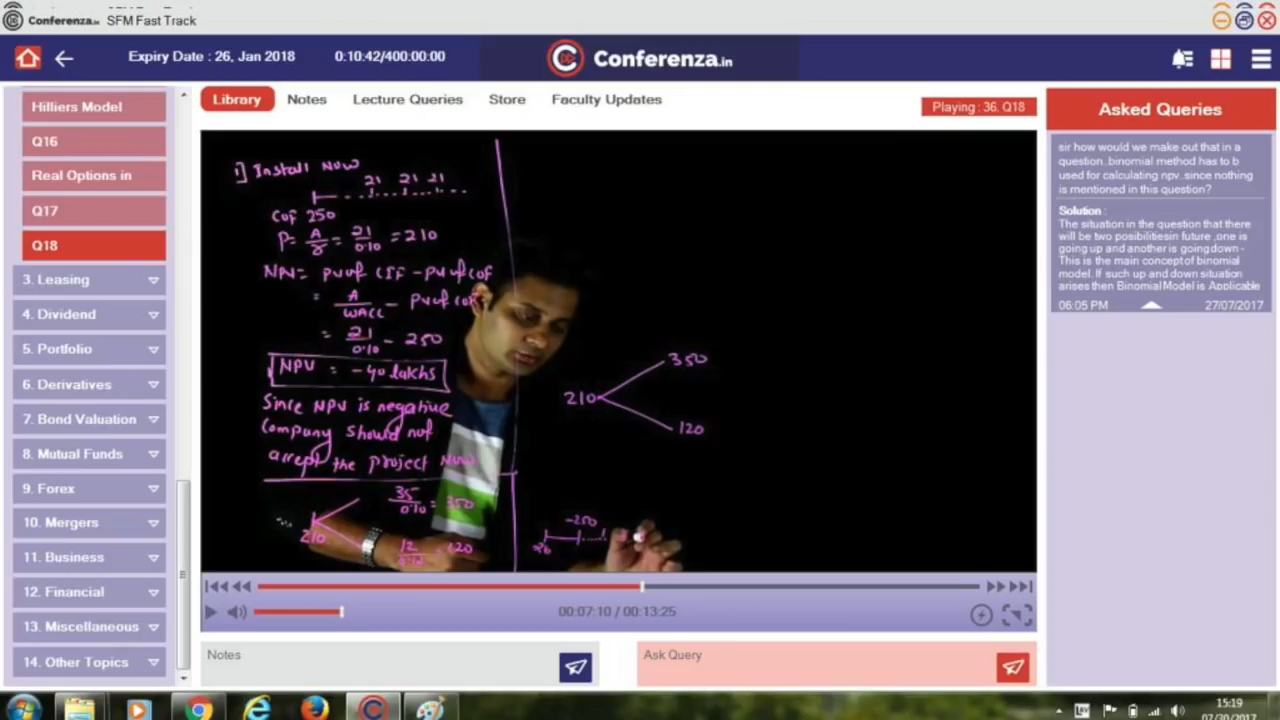 Conferenza.in SFM Fast Track
Expiry Date : 26, Jan 2018
0:10:42/400:00:00
Conferenza.in
Hilliers Model
Q16
Real Options in
Q17
Q18
3. Leasing
4. Dividend
5. Portfolio
6. Derivatives
7. Bond Valuation
8. Mutual Funds
9. Forex
10. Mergers
11. Business
12. Financial
13. Miscellaneous
14. Other Topics
Library Notes Lecture Queries Store Faculty Updates
Playing : 36. Q18
1] Install Now
21 21 21
Cof 250
P = A/r = 21/0.10 = 210
NPV = PV of CIF - PV of COF
= A/WACC - PV of COF
= 21/0.10 - 250
NPV = -40 lakhs
Since NPV is negative
Company should not
accept the project Now
210
35/0.10 = 350
120
210
350
120
-250
00:07:10 / 00:13:25
Notes
Ask Query
Asked Queries
sir how would we make out that in a
question..binomial method has to b
used for calculating npv..since nothing
is mentioned in this question?
Solution :
The situation in the question that there
will be two posibilitiesin future ,one is
going up and another is going down -
This is the main concept of binomial
model. If such up and down situation
arises then Binomial Model is Applicable
06:05 PM
27/07/2017
15:19
07/30/2017